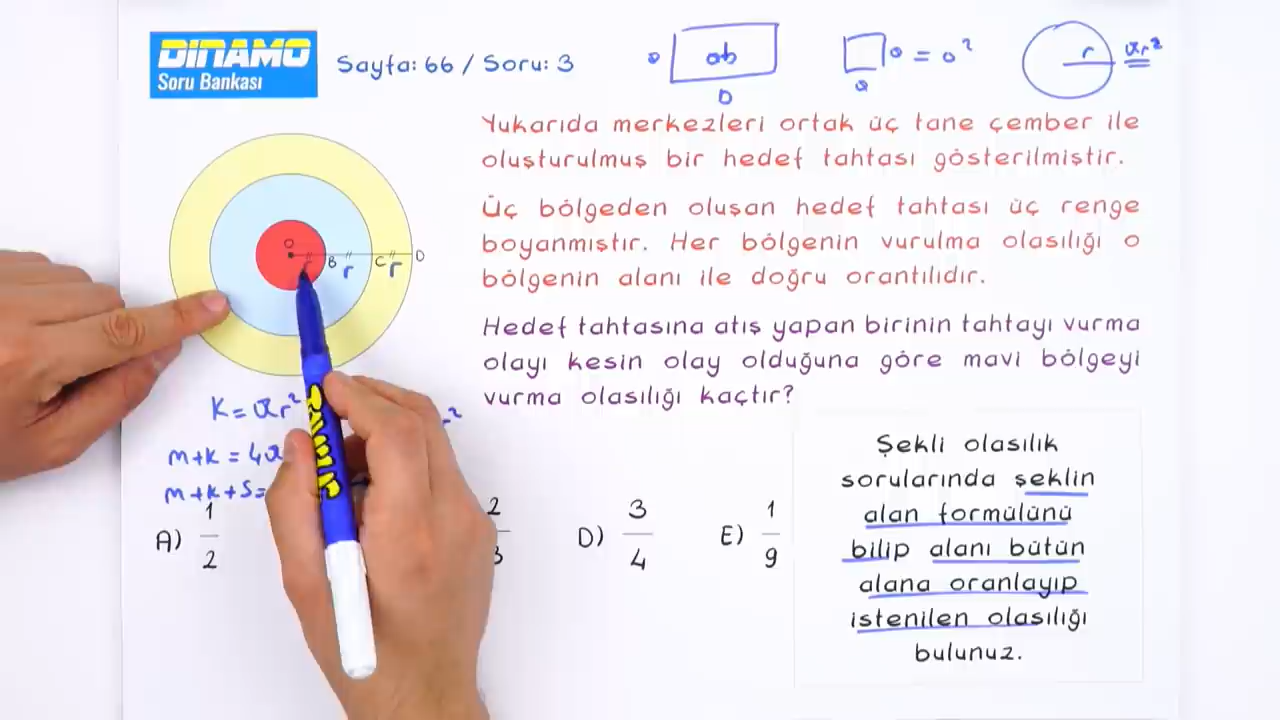 DİNAMO
Soru Bankası
Sayfa: 66 / Soru: 3
ab
= a²
r
πr²
Yukarıda merkezleri ortak üç tane çember ile
oluşturulmuş bir hedef tahtası gösterilmiştir.
Üç bölgeden oluşan hedef tahtası üç renge
boyanmıştır. Her bölgenin vurulma olasılığı o
bölgenin alanı ile doğru orantılıdır.
Hedef tahtasına atış yapan birinin tahtayı vurma
olayı kesin olay olduğuna göre mavi bölgeyi
vurma olasılığı kaçtır?
O B C D
r r r
K = πr²
r²
m+K = 4π
m+K+S =
A) 1/2
2/3
D) 3/4
E) 1/9
Şekli olasılık
sorularında şeklin
alan formülünü
bilip alanı bütün
alana oranlayıp
istenilen olasılığı
bulunuz.